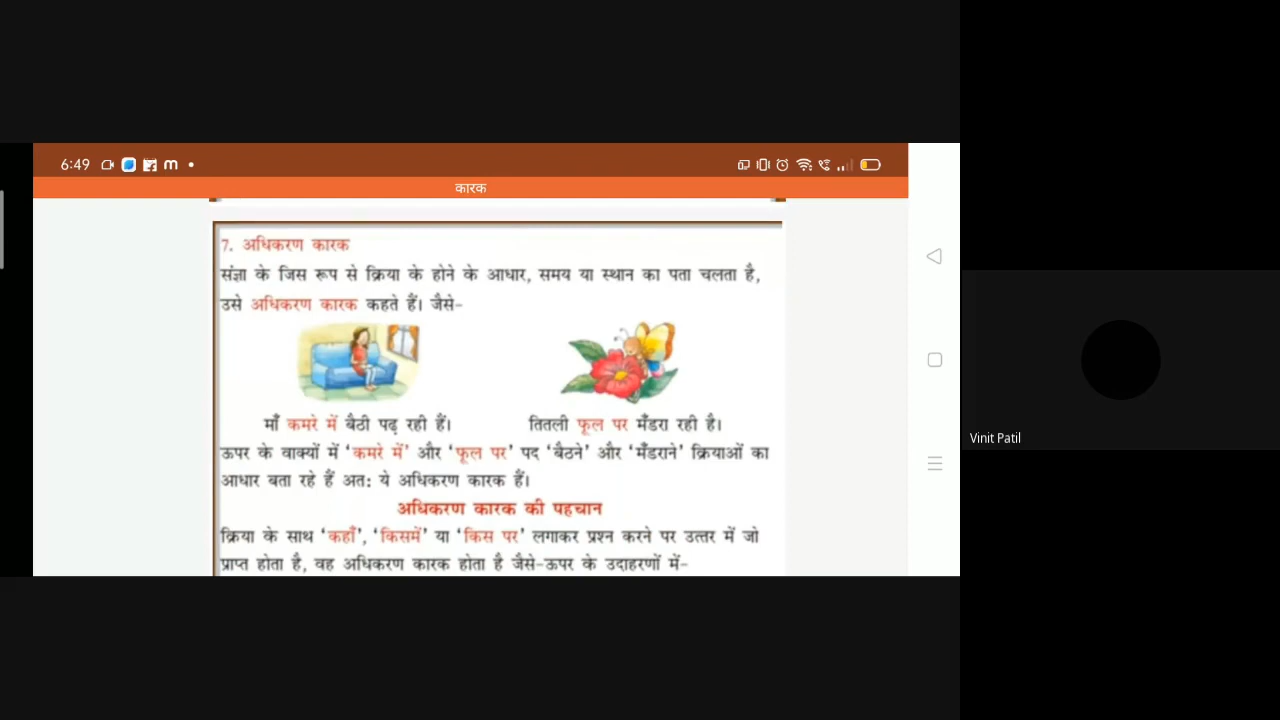 6:49
कारक
7. अधिकरण कारक
संज्ञा के जिस रूप से क्रिया के होने के आधार, समय या स्थान का पता चलता है,
उसे अधिकरण कारक कहते हैं। जैसे-
माँ कमरे में बैठी पढ़ रही हैं।
तितली फूल पर मँडरा रही है।
ऊपर के वाक्यों में ‘कमरे में’ और ‘फूल पर’ पद ‘बैठने’ और ‘मँडराने’ क्रियाओं का
आधार बता रहे हैं अतः ये अधिकरण कारक हैं।
अधिकरण कारक की पहचान
क्रिया के साथ ‘कहाँ’, ‘किसमें’ या ‘किस पर’ लगाकर प्रश्न करने पर उत्तर में जो
प्राप्त होता है, वह अधिकरण कारक होता है जैसे-ऊपर के उदाहरणों में-
Vinit Patil